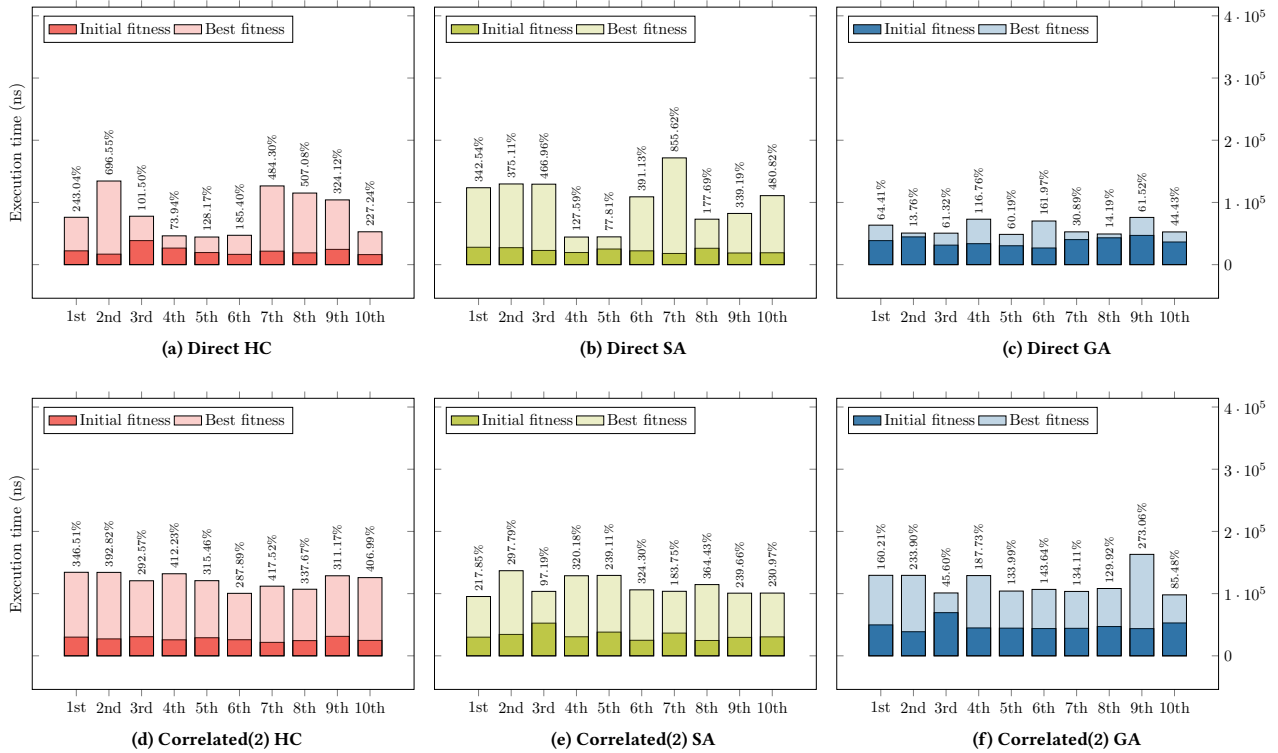 Initial fitness Best fitness
Initial fitness Best fitness
Initial fitness Best fitness
Execution time (ns)
243.04%
696.55%
101.50%
73.94%
128.17%
185.40%
484.30%
507.08%
324.12%
227.24%
342.54%
375.11%
466.96%
127.59%
77.81%
391.13%
855.62%
177.69%
339.19%
480.82%
64.41%
13.76%
61.32%
116.76%
60.19%
161.97%
30.89%
14.19%
61.52%
44.43%
4 · 10^5
3 · 10^5
2 · 10^5
1 · 10^5
0
1st 2nd 3rd 4th 5th 6th 7th 8th 9th 10th
1st 2nd 3rd 4th 5th 6th 7th 8th 9th 10th
1st 2nd 3rd 4th 5th 6th 7th 8th 9th 10th
(a) Direct HC
(b) Direct SA
(c) Direct GA
Initial fitness Best fitness
Initial fitness Best fitness
Initial fitness Best fitness
Execution time (ns)
346.51%
392.82%
292.57%
412.23%
315.46%
287.89%
417.52%
337.67%
311.17%
406.99%
217.85%
297.79%
97.19%
320.18%
239.11%
324.30%
183.75%
364.43%
239.66%
230.97%
160.21%
233.90%
45.60%
187.73%
133.99%
143.64%
134.11%
129.92%
273.06%
85.48%
4 · 10^5
3 · 10^5
2 · 10^5
1 · 10^5
0
1st 2nd 3rd 4th 5th 6th 7th 8th 9th 10th
1st 2nd 3rd 4th 5th 6th 7th 8th 9th 10th
1st 2nd 3rd 4th 5th 6th 7th 8th 9th 10th
(d) Correlated(2) HC
(e) Correlated(2) SA
(f) Correlated(2) GA